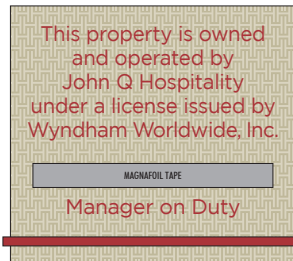 This property is owned
and operated by
John Q Hospitality
under a license issued by
Wyndham Worldwide, Inc.
MAGNAFOIL TAPE
Manager on Duty